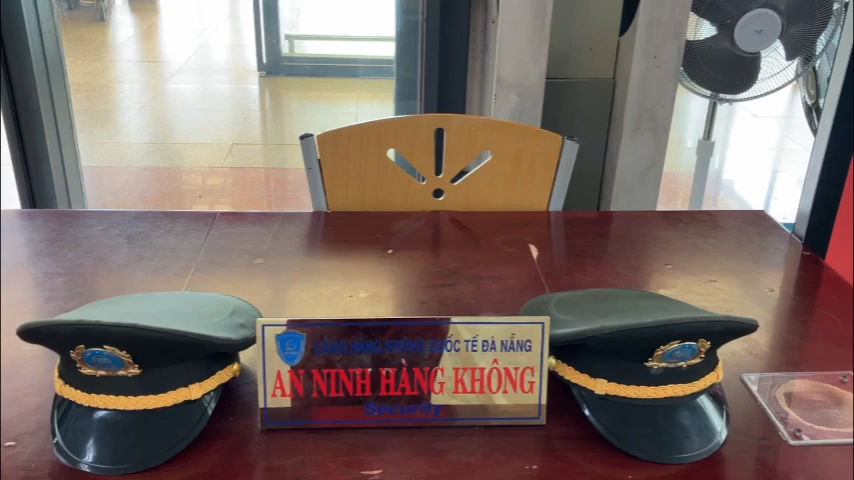 CẢNG HÀNG KHÔNG QUỐC TẾ ĐÀ NẴNG
AN NINH HÀNG KHÔNG
Security